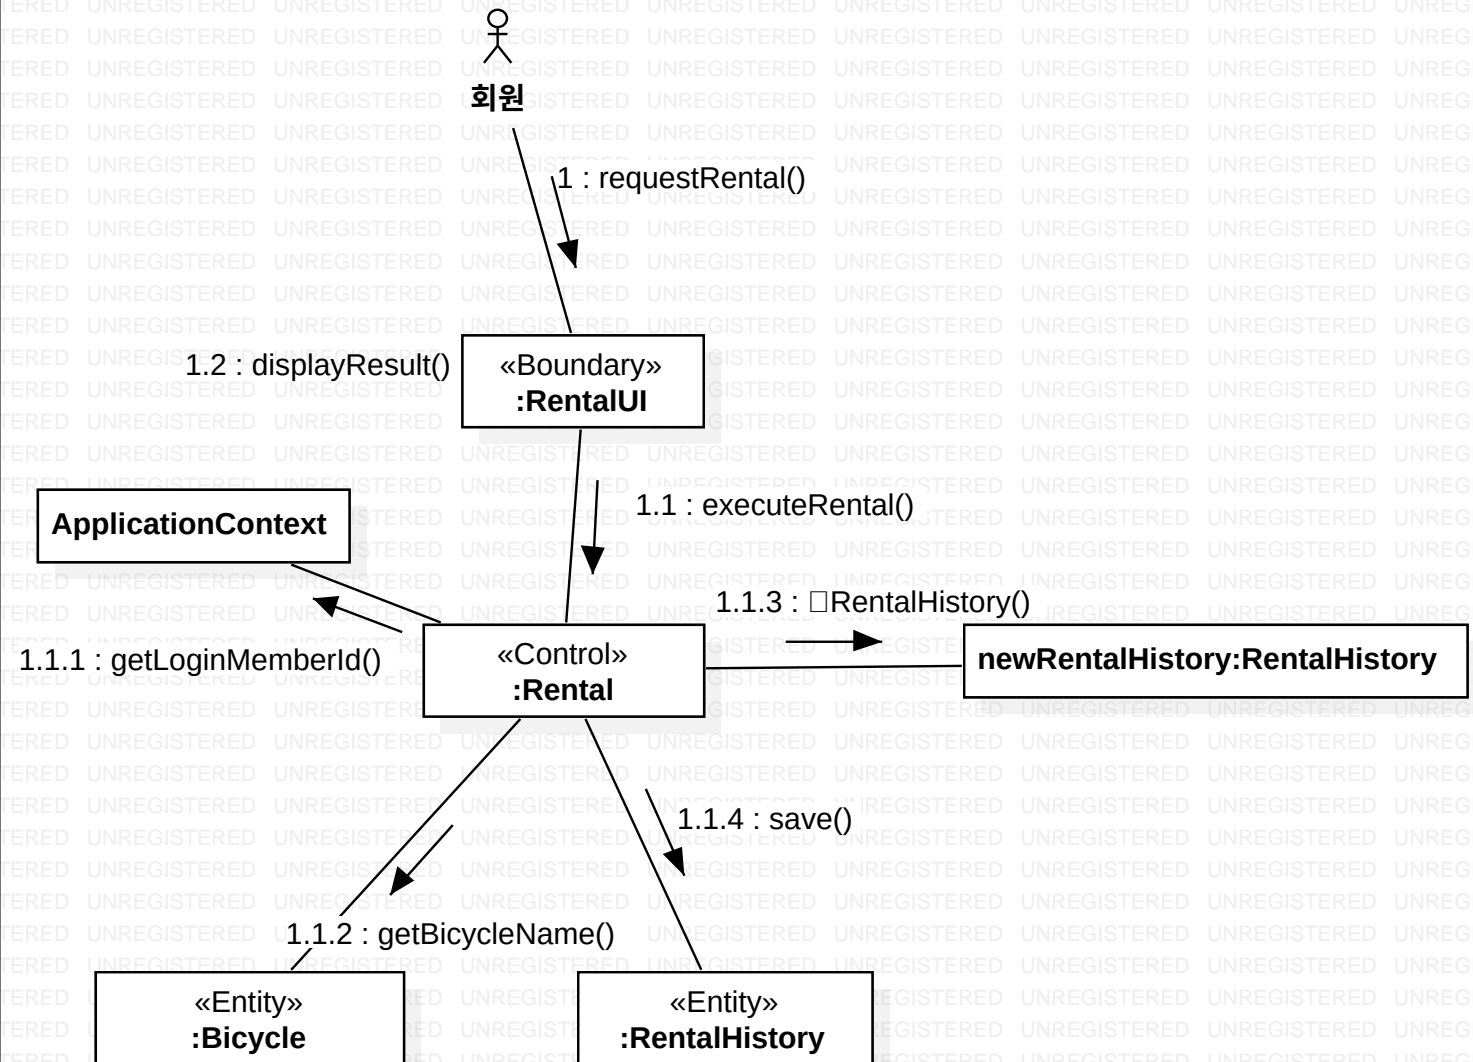 회원
1 : requestRental()
1.2 : displayResult()
«Boundary»
:RentalUI
ApplicationContext
1.1 : executeRental()
1.1.3 : □RentalHistory()
1.1.1 : getLoginMemberId()
«Control»
:Rental
newRentalHistory:RentalHistory
1.1.4 : save()
1.1.2 : getBicycleName()
«Entity»
:Bicycle
«Entity»
:RentalHistory
UNREGISTERED